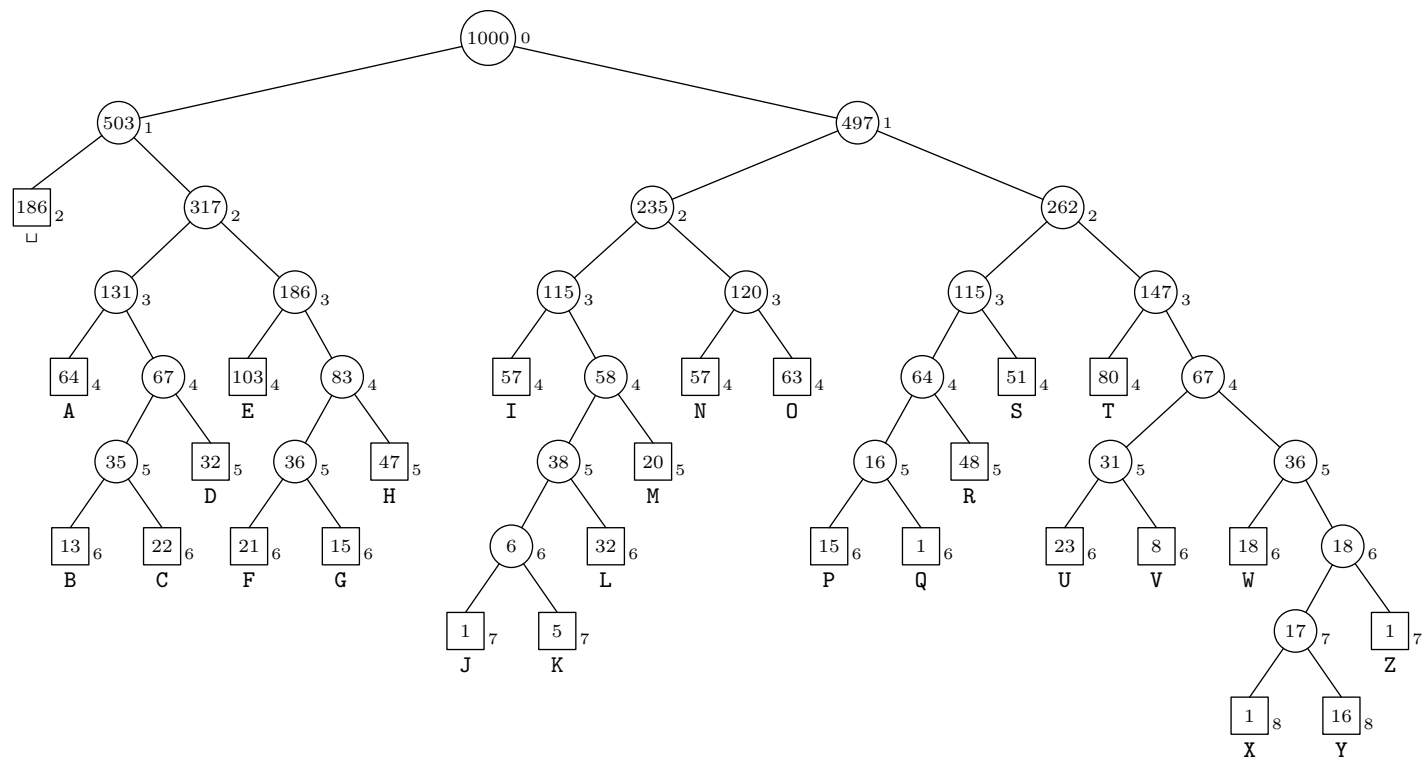 1000 0
503 1 497 1
186 2 317 2 235 2 262 2
␣
131 3 186 3 115 3 120 3 115 3 147 3
64 4 67 4 103 4 83 4 57 4 58 4 57 4 63 4 64 4 51 4 80 4 67 4
A E I N O S T
35 5 32 5 36 5 47 5 38 5 20 5 16 5 48 5 31 5 36 5
D H M R
13 6 22 6 21 6 15 6 6 6 32 6 15 6 1 6 23 6 8 6 18 6 18 6
B C F G L P Q U V W
1 7 5 7 17 7 1 7
J K Z
1 8 16 8
X Y